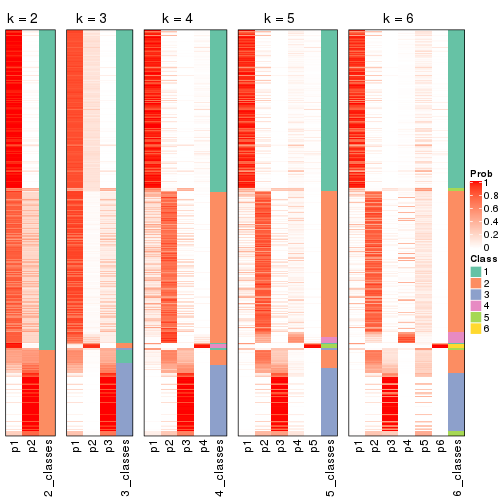 k = 2
k = 3
k = 4
k = 5
k = 6
p1
p2
2_classes
p1
p2
p3
3_classes
p1
p2
p3
p4
4_classes
p1
p2
p3
p4
p5
5_classes
p1
p2
p3
p4
p5
p6
6_classes
Prob
1
0.8
0.6
0.4
0.2
0
Class
1
2
3
4
5
6